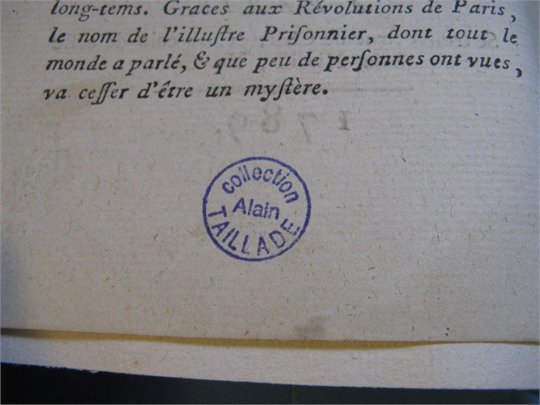 long-tems. Graces aux Révolutions de Paris,
le nom de l'illuſtre Priſonnier, dont tout le
monde a parlé, & que peu de perſonnes ont vues,
va ceſſer d'être un myſtère.
1789.
collection
Alain
TAILLADE